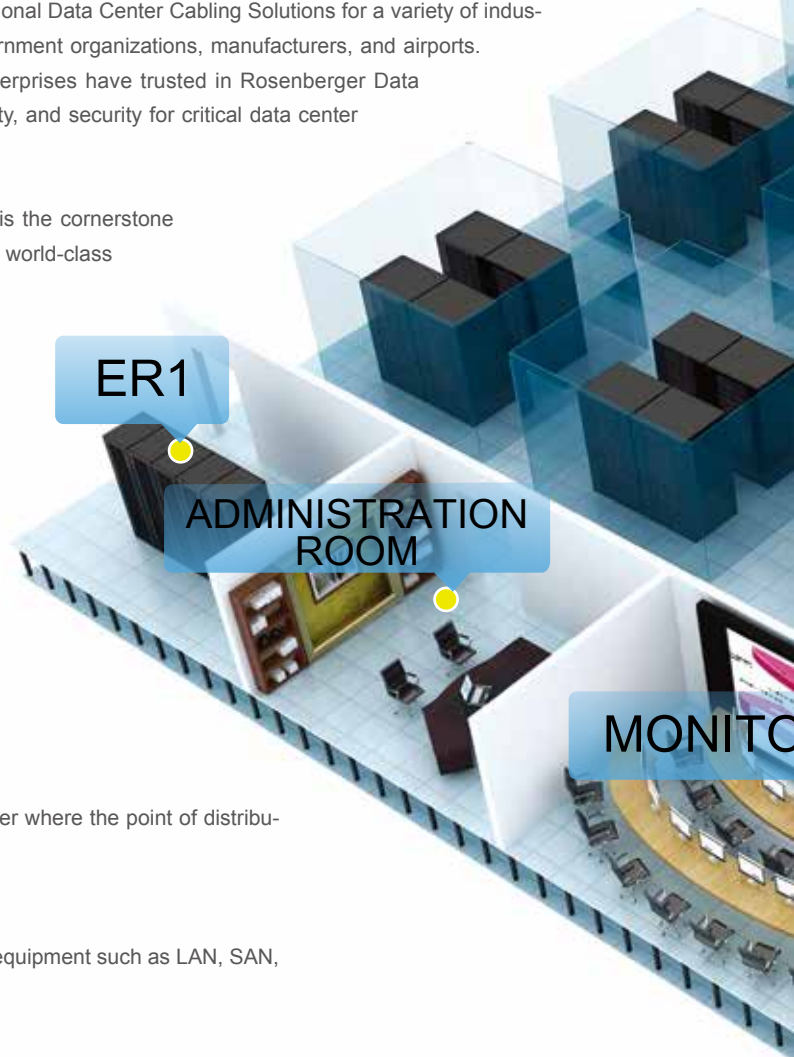 onal Data Center Cabling Solutions for a variety of indus-
rnment organizations, manufacturers, and airports.
erprises have trusted in Rosenberger Data
ty, and security for critical data center
is the cornerstone
world-class
ER1
ADMINISTRATION
ROOM
MONITO
er where the point of distribu-
equipment such as LAN, SAN,